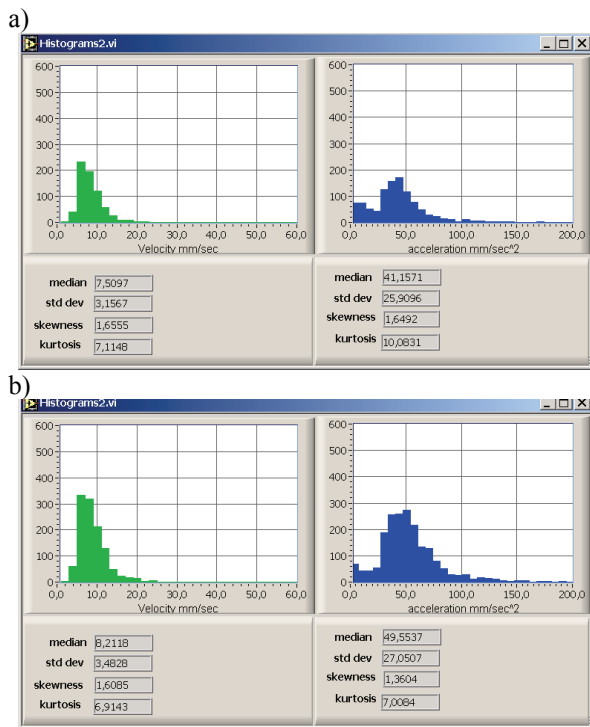 a)
Histograms2.vi
600
500
400
300
200
100
0
0,0 10,0 20,0 30,0 40,0 50,0 60,0
Velocity mm/sec
600
500
400
300
200
100
0
0,0 50,0 100,0 150,0 200,0
acceleration mm/sec^2
median 7,5097
std dev 3,1567
skewness 1,6555
kurtosis 7,1148
median 41,1571
std dev 25,9096
skewness 1,6492
kurtosis 10,0831
b)
Histograms2.vi
600
500
400
300
200
100
0
0,0 10,0 20,0 30,0 40,0 50,0 60,0
Velocity mm/sec
600
500
400
300
200
100
0
0,0 50,0 100,0 150,0 200,0
acceleration mm/sec^2
median 8,2118
std dev 3,4828
skewness 1,6085
kurtosis 6,9143
median 49,5537
std dev 27,0507
skewness 1,3604
kurtosis 7,0084